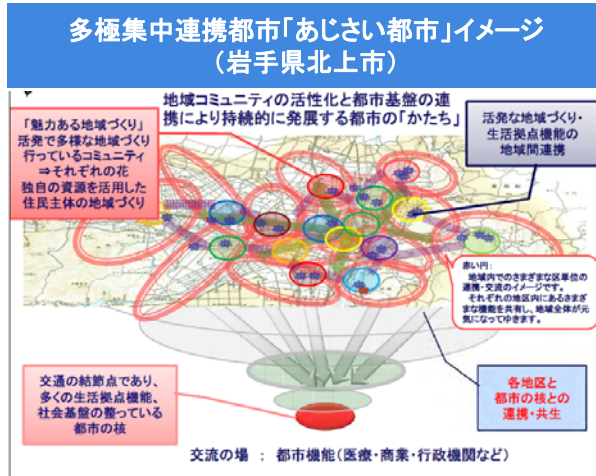 多極集中連携都市「あじさい都市」イメージ
（岩手県北上市）
地域コミュニティの活性化と都市基盤の連
携により持続的に発展する都市の「かたち」
「魅力ある地域づくり」
活発で多様な地域づくり
行っているコミュニティ
⇒それぞれの花
独自の資源を活用した
住民主体の地域づくり
活発な地域づくり・
生活拠点機能の
地域間連携
赤い円：
地域内でのさまざまな区単位の
連携・交流のイメージです。
それぞれの地区内にあるさまざ
まな機能を共有し、地域全体が元
気になってゆきます。
交通の結節点であり、
多くの生活拠点機能、
社会基盤の整っている
都市の核
各地区と
都市の核との
連携・共生
交流の場 ： 都市機能（医療・商業・行政機関など）